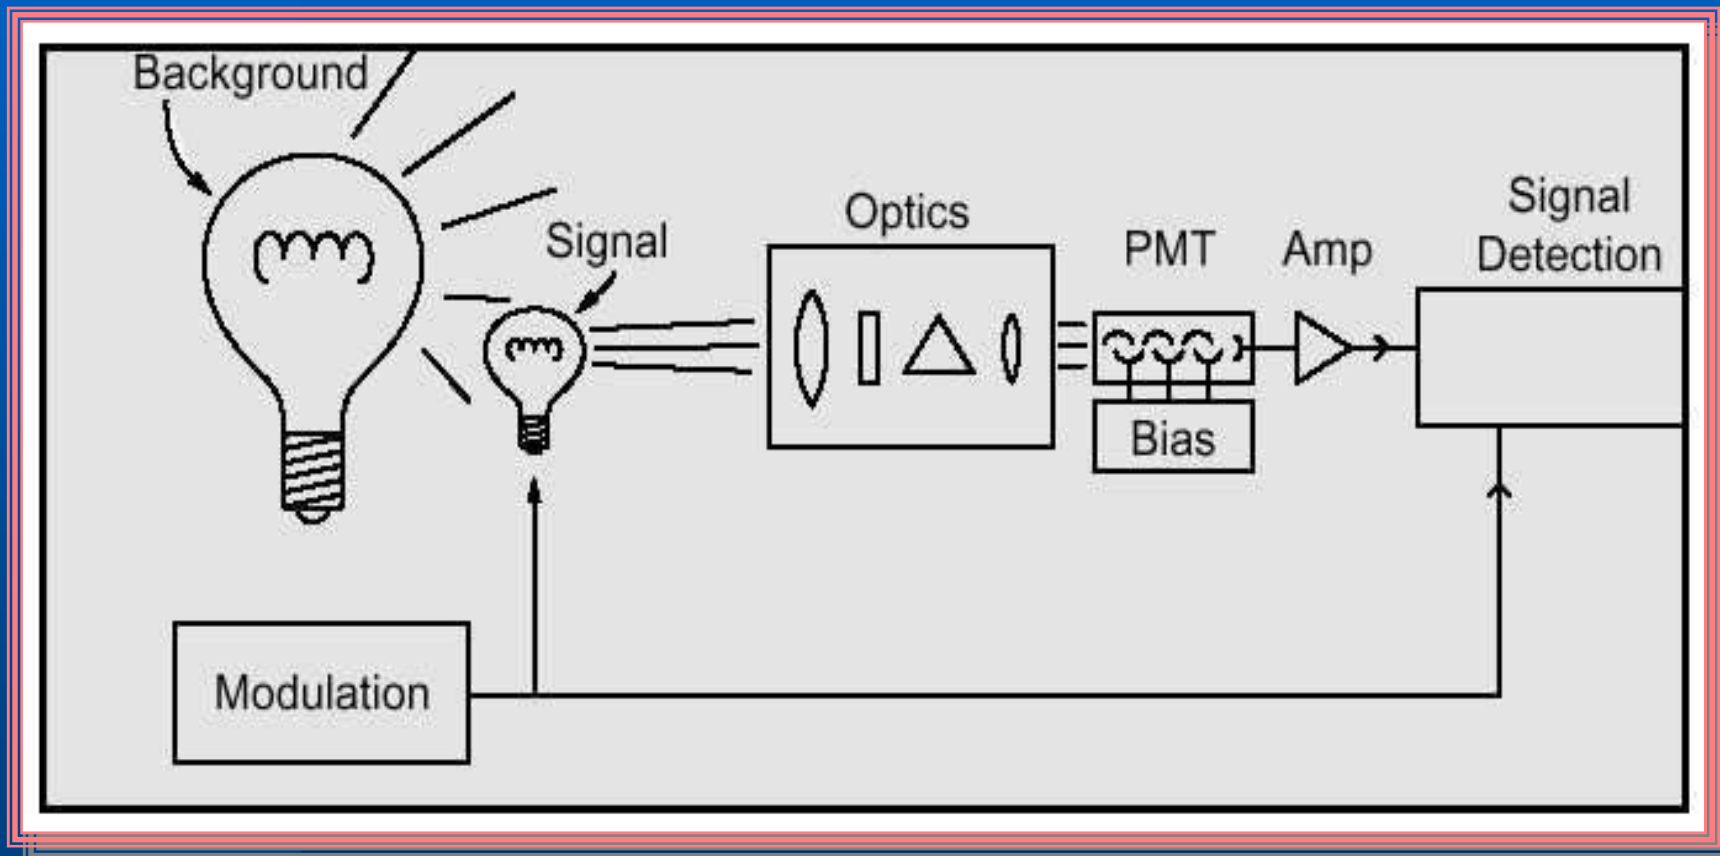 Background
Signal
Optics
PMT
Amp
Signal
Detection
Bias
Modulation